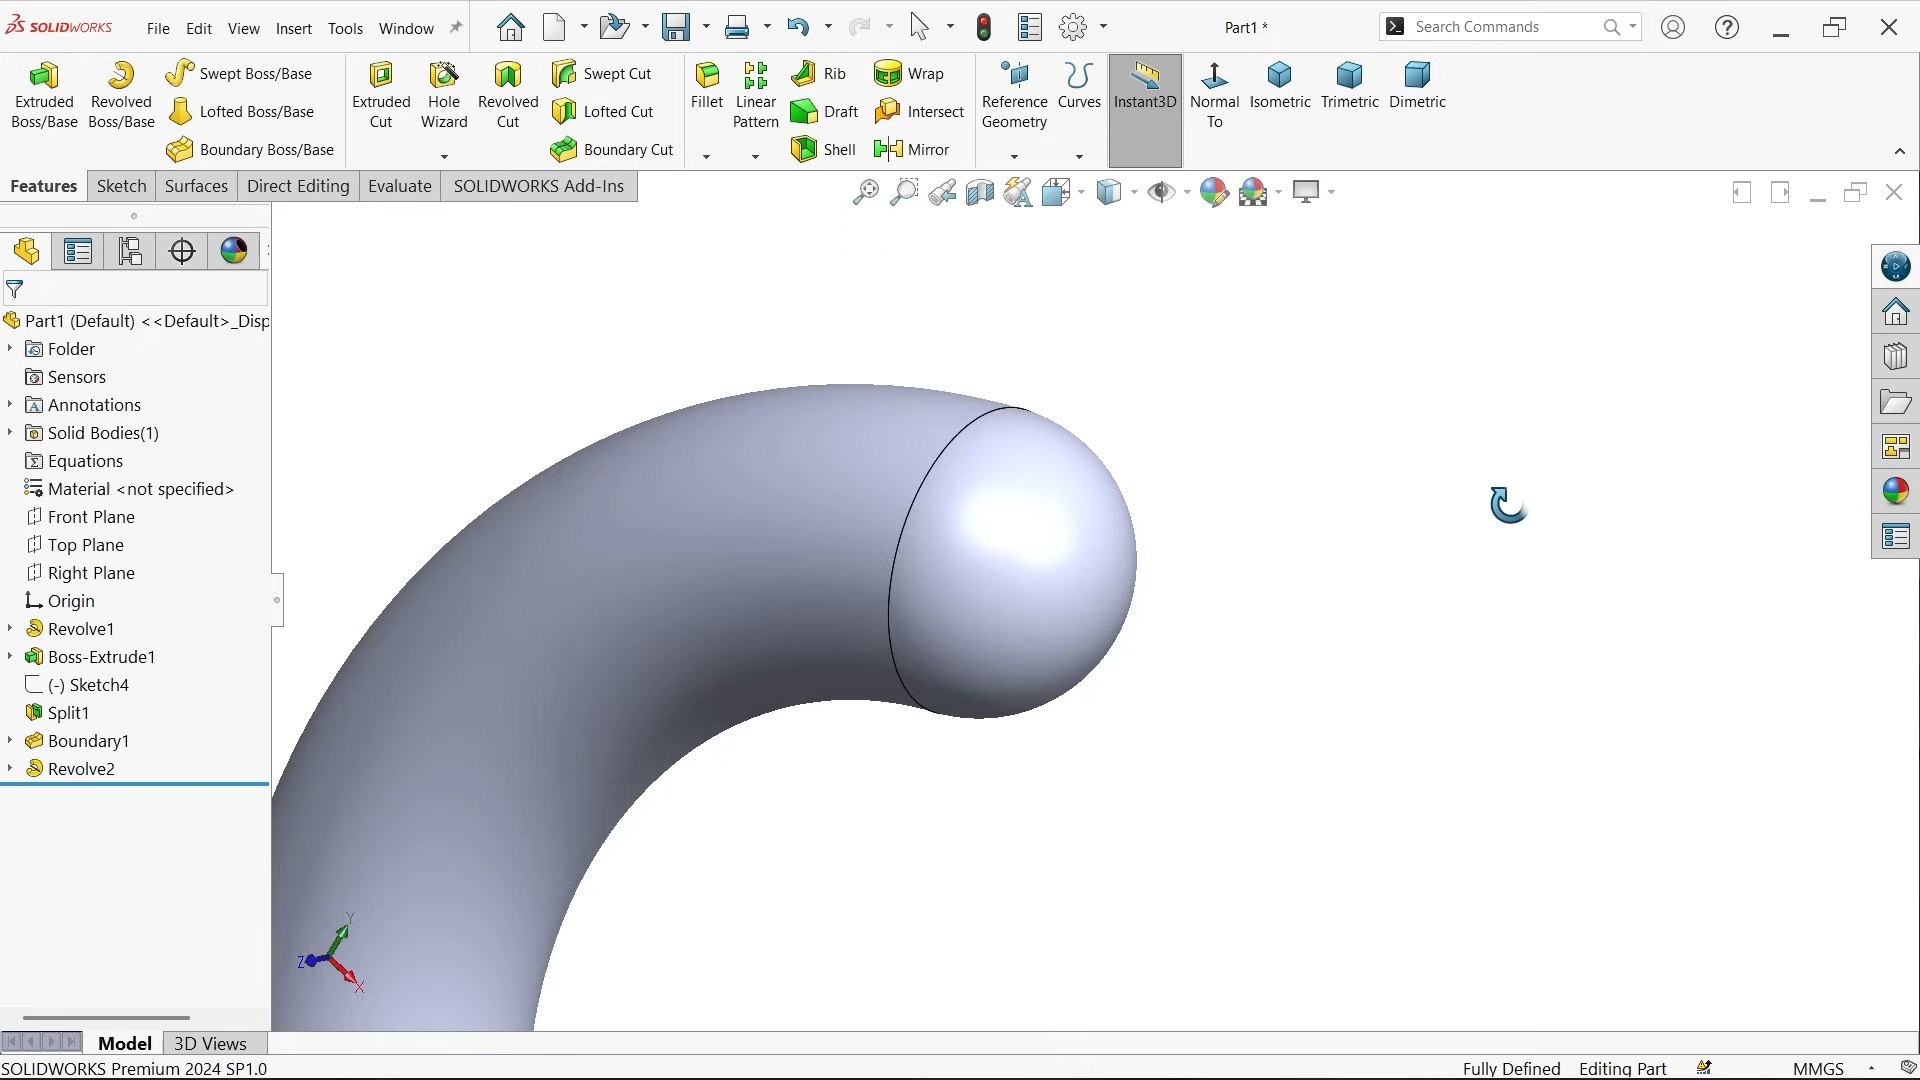 SOLIDWORKS File Edit View Insert Tools Window Part1 * Search Commands
Extruded Boss/Base
Revolved Boss/Base
Swept Boss/Base
Lofted Boss/Base
Boundary Boss/Base
Extruded Cut
Hole Wizard
Revolved Cut
Swept Cut
Lofted Cut
Boundary Cut
Fillet
Linear Pattern
Rib
Draft
Shell
Wrap
Intersect
Mirror
Reference Geometry
Curves
Instant3D
Normal To
Isometric
Trimetric
Dimetric
Features Sketch Surfaces Direct Editing Evaluate SOLIDWORKS Add-Ins
Part1 (Default) <<Default>_Disp
Folder
Sensors
Annotations
Solid Bodies(1)
Equations
Material <not specified>
Front Plane
Top Plane
Right Plane
Origin
Revolve1
Boss-Extrude1
(-) Sketch4
Split1
Boundary1
Revolve2
Y
Z
X
Model 3D Views
SOLIDWORKS Premium 2024 SP1.0 Fully Defined Editing Part MMGS